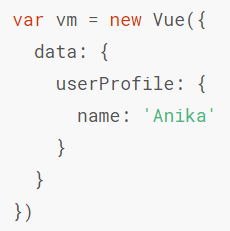 var vm = new Vue({
  data: {
    userProfile: {
      name: 'Anika'
    }
  }
})